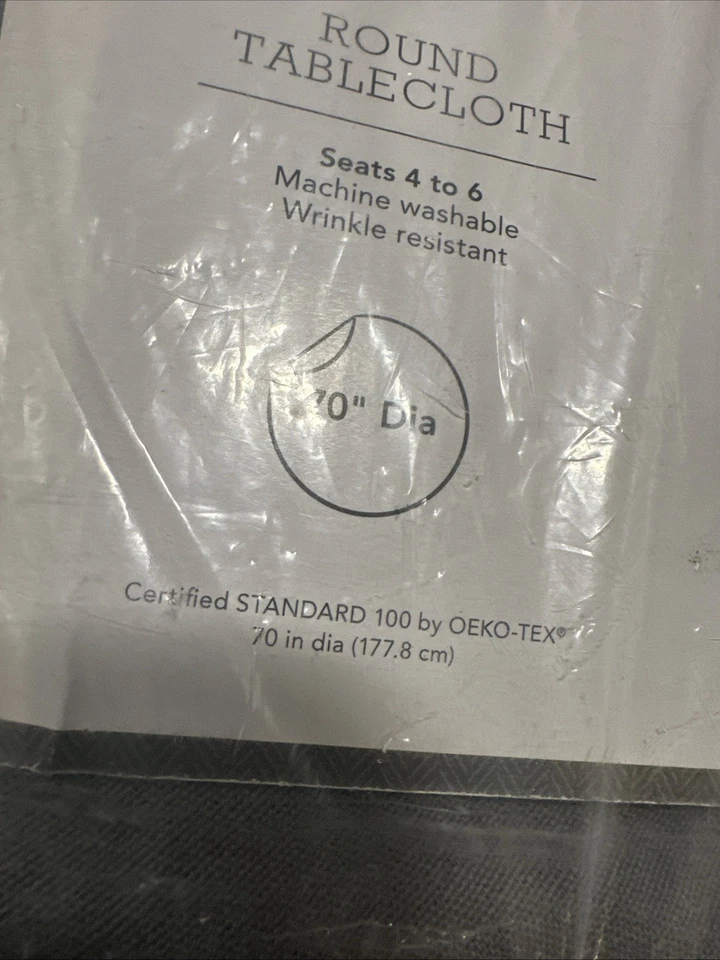 ROUND
TABLECLOTH
Seats 4 to 6
Machine washable
Wrinkle resistant
70" Dia
Certified STANDARD 100 by OEKO-TEX®
70 in dia (177.8 cm)